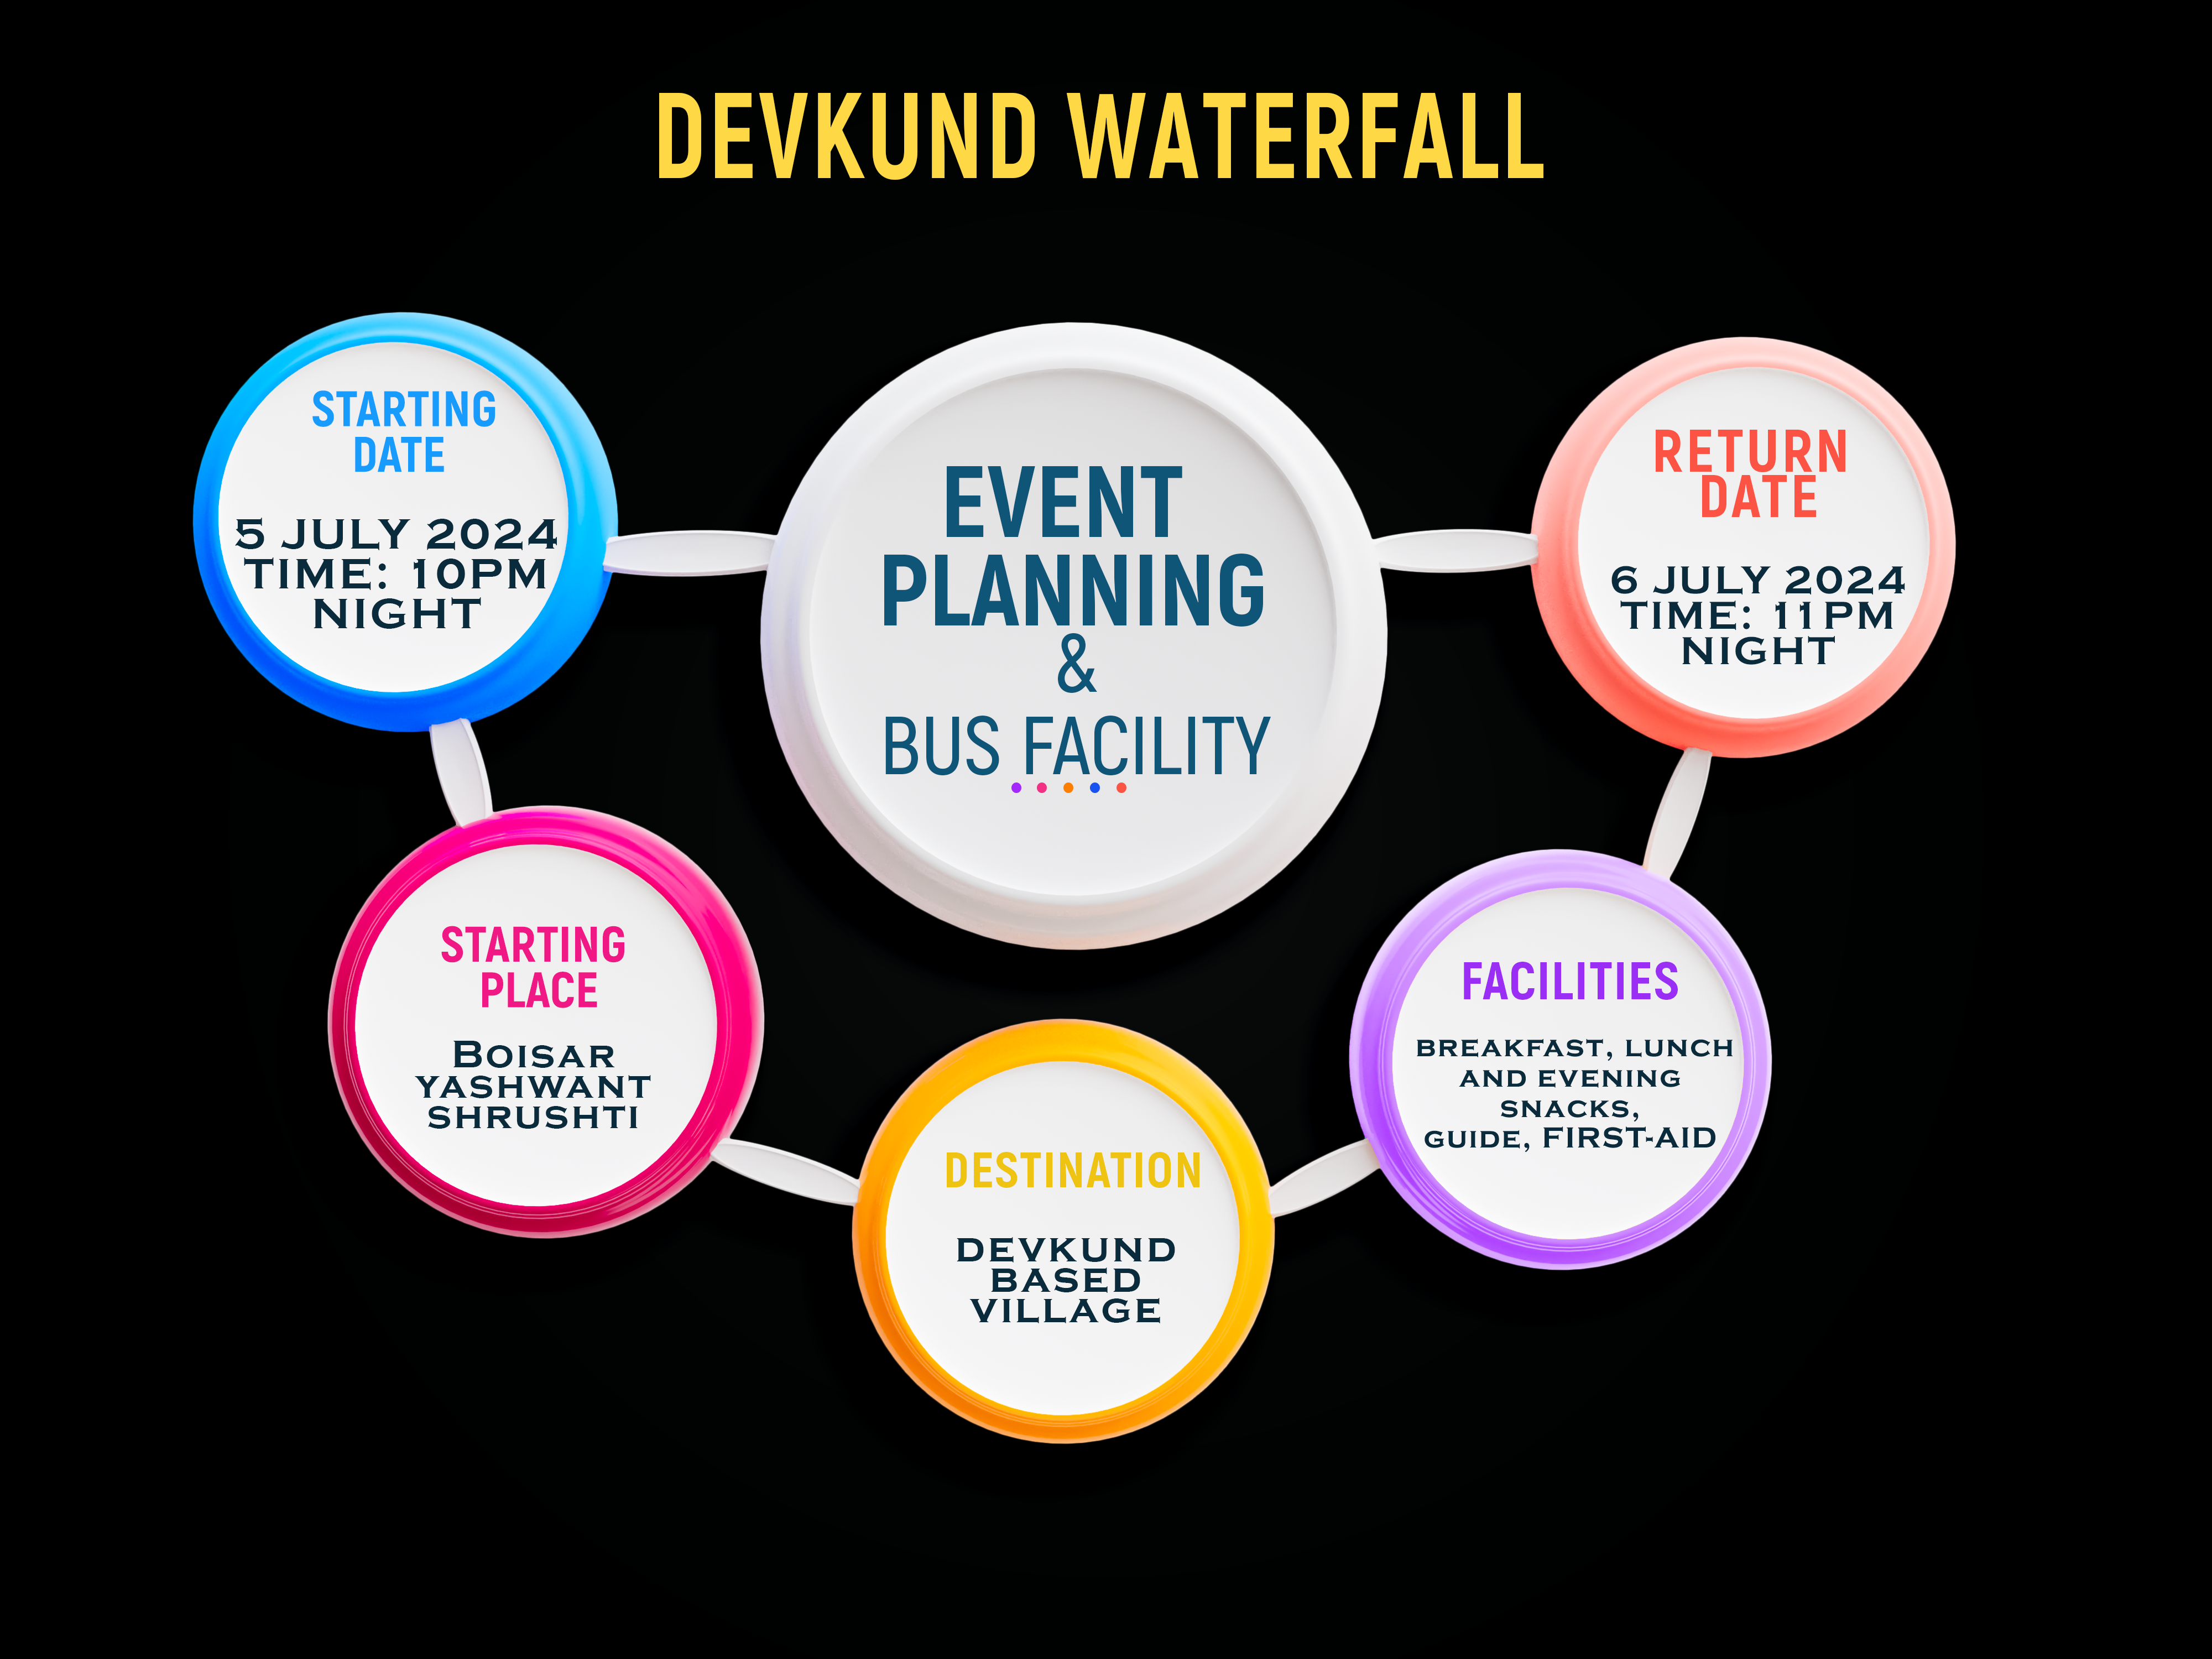 DEVKUND WATERFALL
STARTING
DATE
5 JULY 2024
TIME: 10PM
NIGHT
EVENT
PLANNING
&
BUS FACILITY
RETURN
DATE
6 JULY 2024
TIME: 11PM
NIGHT
STARTING
PLACE
BOISAR
YASHWANT
SHRUSHTI
DESTINATION
DEVKUND
BASED
VILLAGE
FACILITIES
BREAKFAST, LUNCH
AND EVENING
SNACKS,
GUIDE, FIRST-AID